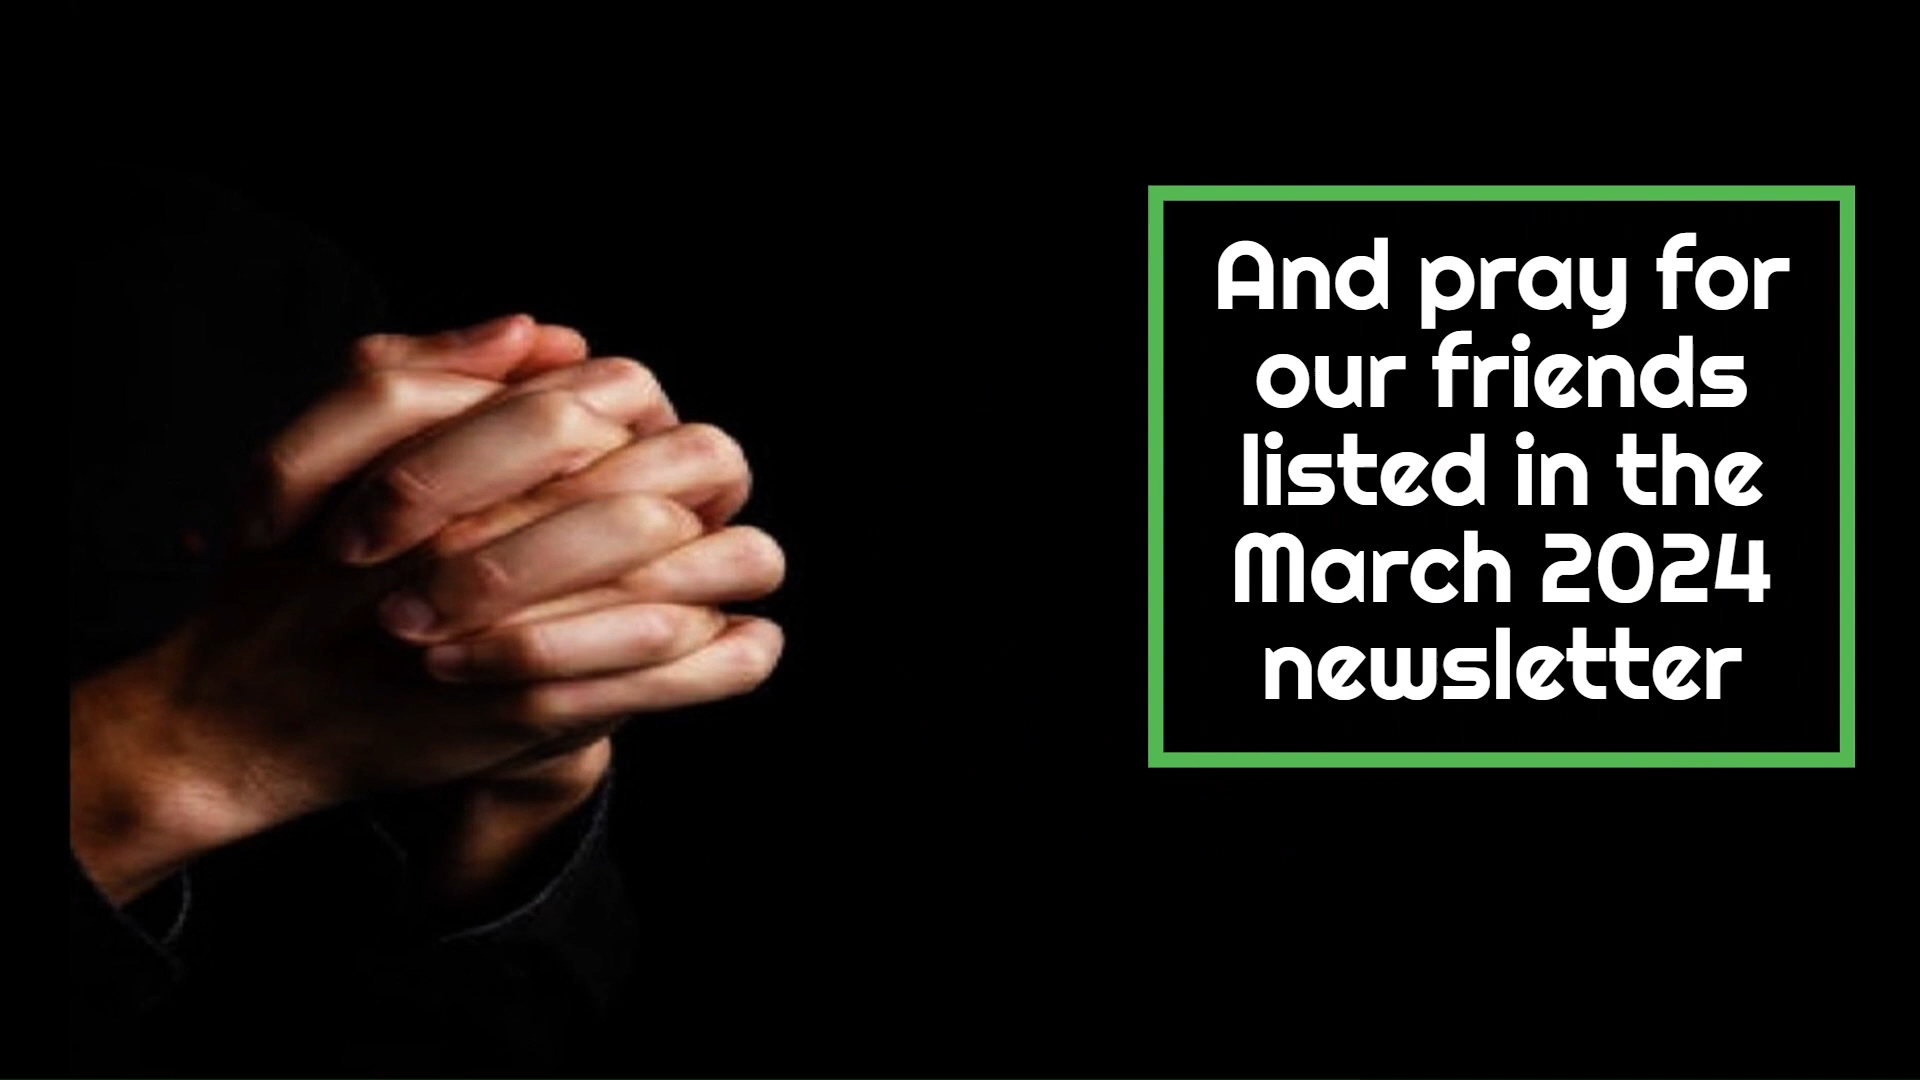 And pray for
our friends
listed in the
March 2024
newsletter